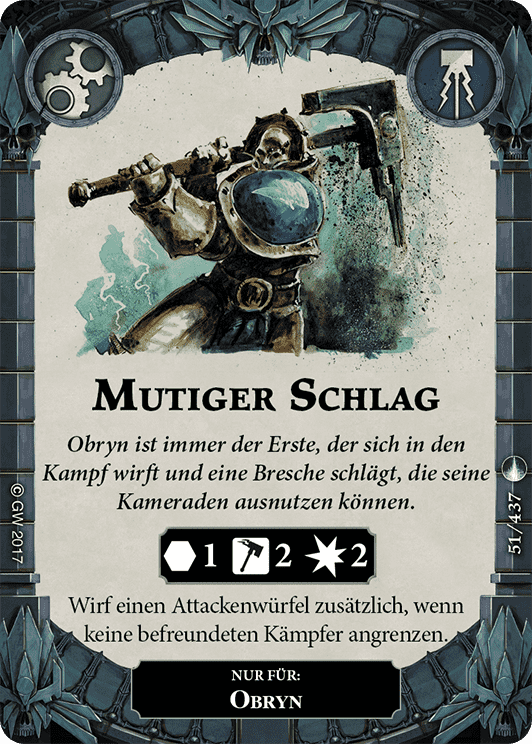 Mutiger Schlag
Obryn ist immer der Erste, der sich in den
Kampf wirft und eine Bresche schlägt, die seine
Kameraden ausnutzen können.
1 2 2
Wirf einen Attackenwürfel zusätzlich, wenn
keine befreundeten Kämpfer angrenzen.
NUR FÜR:
Obryn
© GW 2017
51/437